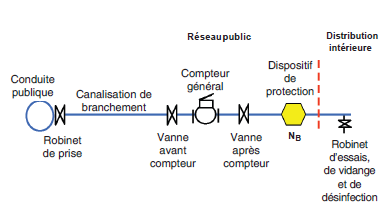 Réseaupublic
Distribution
intérieure
Conduite
publique
Canalisation de
branchement
Compteur
général
Dispositif
de
protection
Robinet
de prise
Vanne
avant
compteur
Vanne
après
compteur
NB
Robinet
d'essais,
de vidange
et de
désinfection